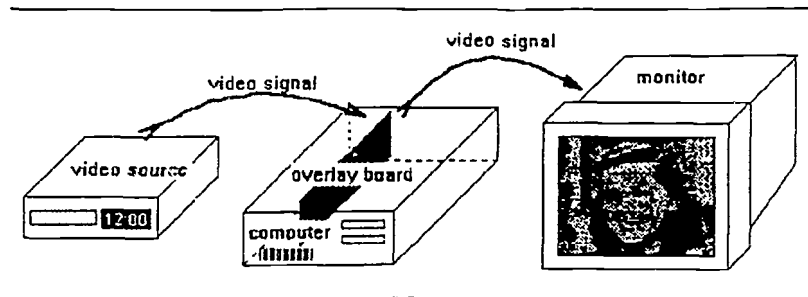 video signal
video signal
monitor
video source
12:00
overlay board
computer